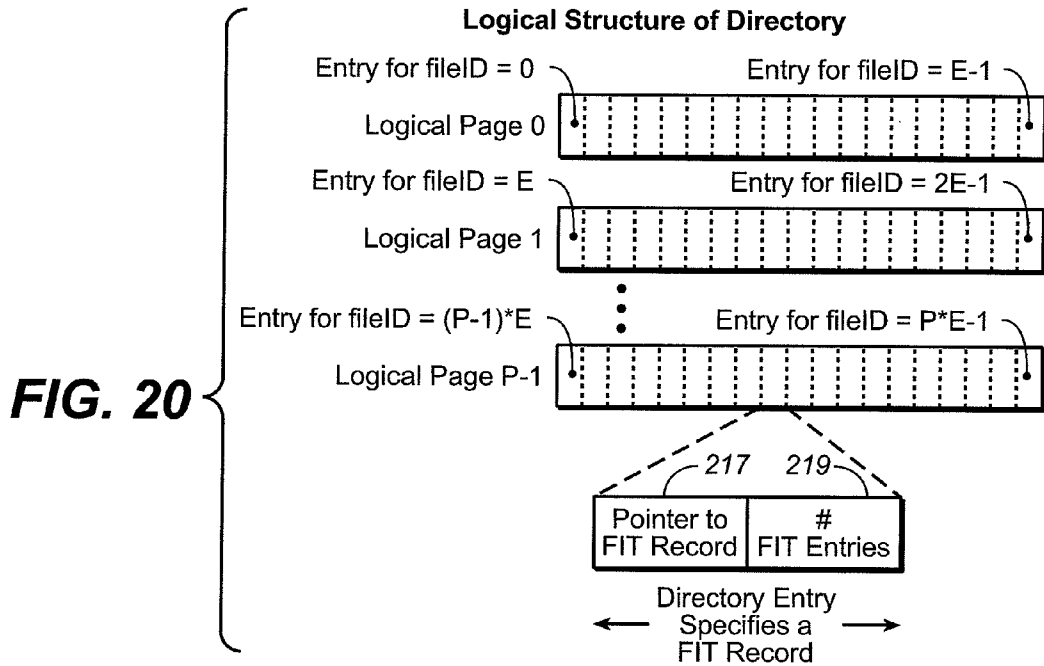 Logical Structure of Directory
Entry for fileID = 0
Entry for fileID = E-1
Logical Page 0
Entry for fileID = E
Entry for fileID = 2E-1
Logical Page 1
Entry for fileID = (P-1)*E
Entry for fileID = P*E-1
Logical Page P-1
FIG. 20
217
219
Pointer to
FIT Record
#
FIT Entries
Directory Entry
Specifies a
FIT Record